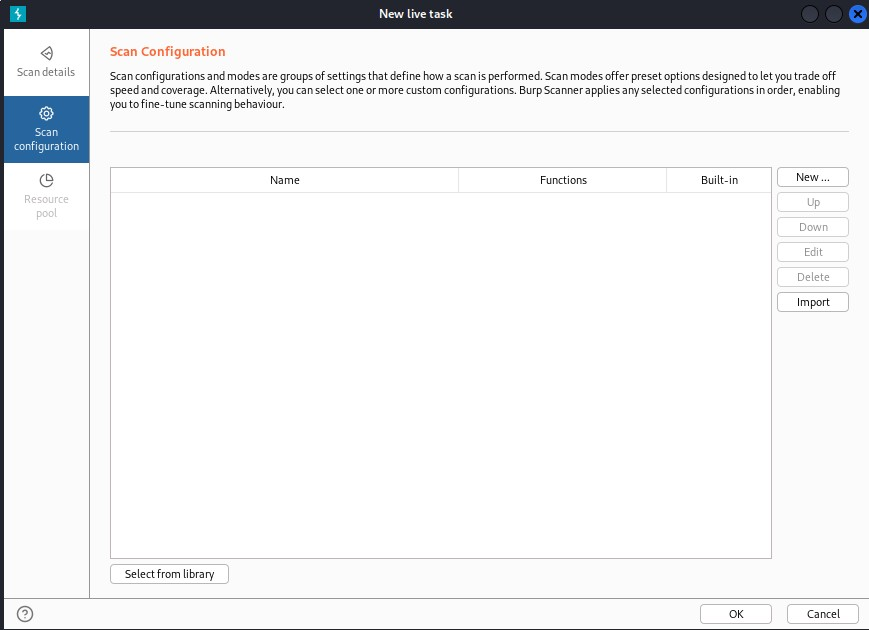 New live task
Scan details
Scan
configuration
Resource
pool
Scan Configuration
Scan configurations and modes are groups of settings that define how a scan is performed. Scan modes offer preset options designed to let you trade off
speed and coverage. Alternatively, you can select one or more custom configurations. Burp Scanner applies any selected configurations in order, enabling
you to fine-tune scanning behaviour.
Name Functions Built-in
New ...
Up
Down
Edit
Delete
Import
Select from library
? OK Cancel